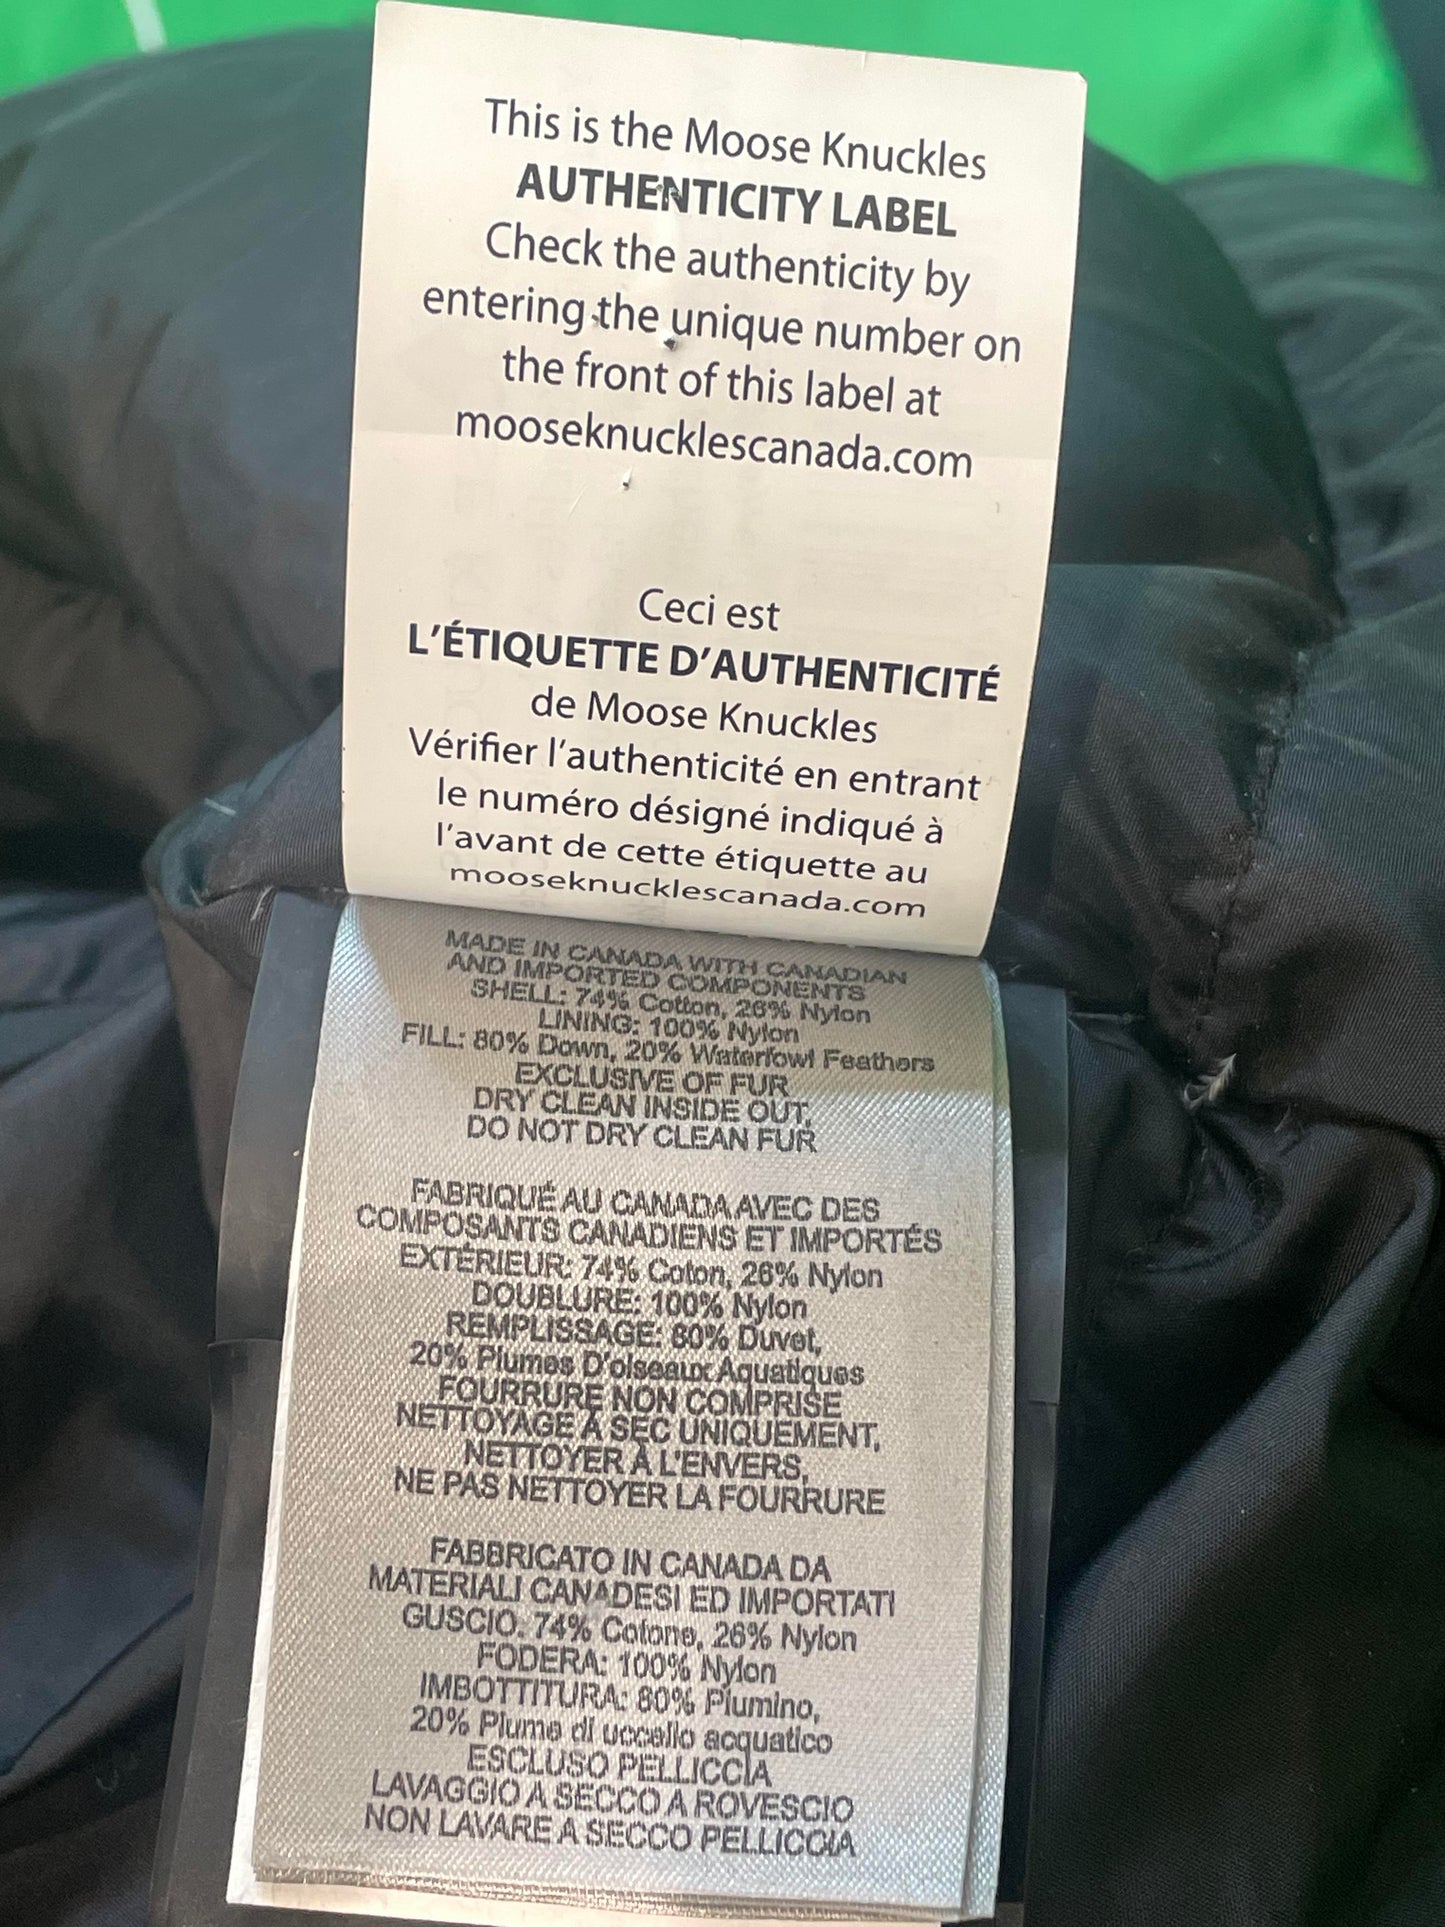 This is the Moose Knuckles
AUTHENTICITY LABEL
Check the authenticity by
entering the unique number on
the front of this label at
mooseknucklescanada.com
Ceci est
L'ÉTIQUETTE D'AUTHENTICITÉ
de Moose Knuckles
Vérifier l'authenticité en entrant
le numéro désigné indiqué à
l'avant de cette étiquette au
mooseknucklescanada.com
MADE IN CANADA WITH CANADIAN
AND IMPORTED COMPONENTS
SHELL: 74% Cotton, 26% Nylon
LINING: 100% Nylon
FILL: 80% Down, 20% Waterfowl Feathers
EXCLUSIVE OF FUR
DRY CLEAN INSIDE OUT,
DO NOT DRY CLEAN FUR
FABRIQUÉ AU CANADA AVEC DES
COMPOSANTS CANADIENS ET IMPORTÉS
EXTÉRIEUR: 74% Coton, 26% Nylon
DOUBLURE: 100% Nylon
REMPLISSAGE: 80% Duvet,
20% Plumes D'oiseaux Aquatiques
FOURRURE NON COMPRISE
NETTOYAGE À SEC UNIQUEMENT,
NETTOYER À L'ENVERS,
NE PAS NETTOYER LA FOURRURE
FABBRICATO IN CANADA DA
MATERIALI CANADESI ED IMPORTATI
GUSCIO: 74% Cotone, 26% Nylon
FODERA: 100% Nylon
IMBOTTITURA: 80% Piumino,
20% Piume di uccello acquatico
ESCLUSO PELLICCIA
LAVAGGIO A SECCO A ROVESCIO
NON LAVARE A SECCO PELLICCIA